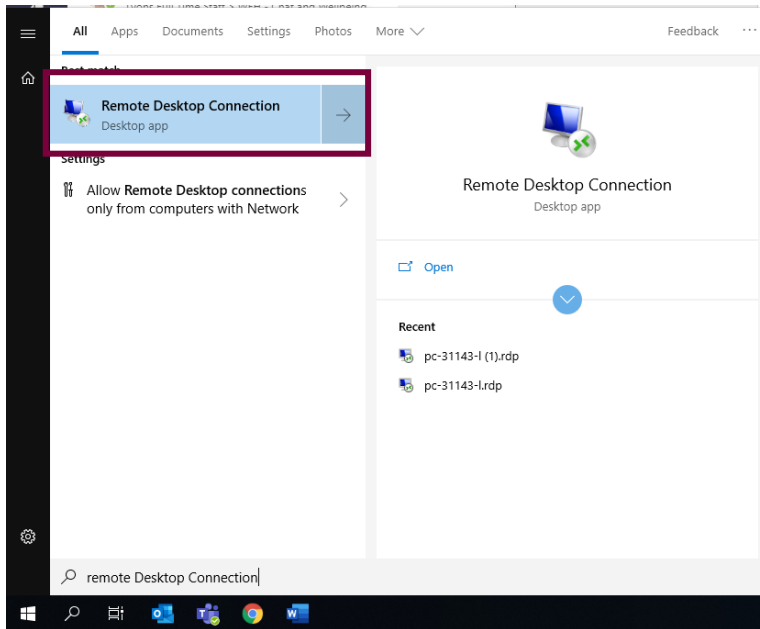 All Apps Documents Settings Photos More Feedback ...
Best match
Remote Desktop Connection
Desktop app
Settings
Allow Remote Desktop connections
only from computers with Network
Remote Desktop Connection
Desktop app
Open
Recent
pc-31143-l (1).rdp
pc-31143-l.rdp
remote Desktop Connection